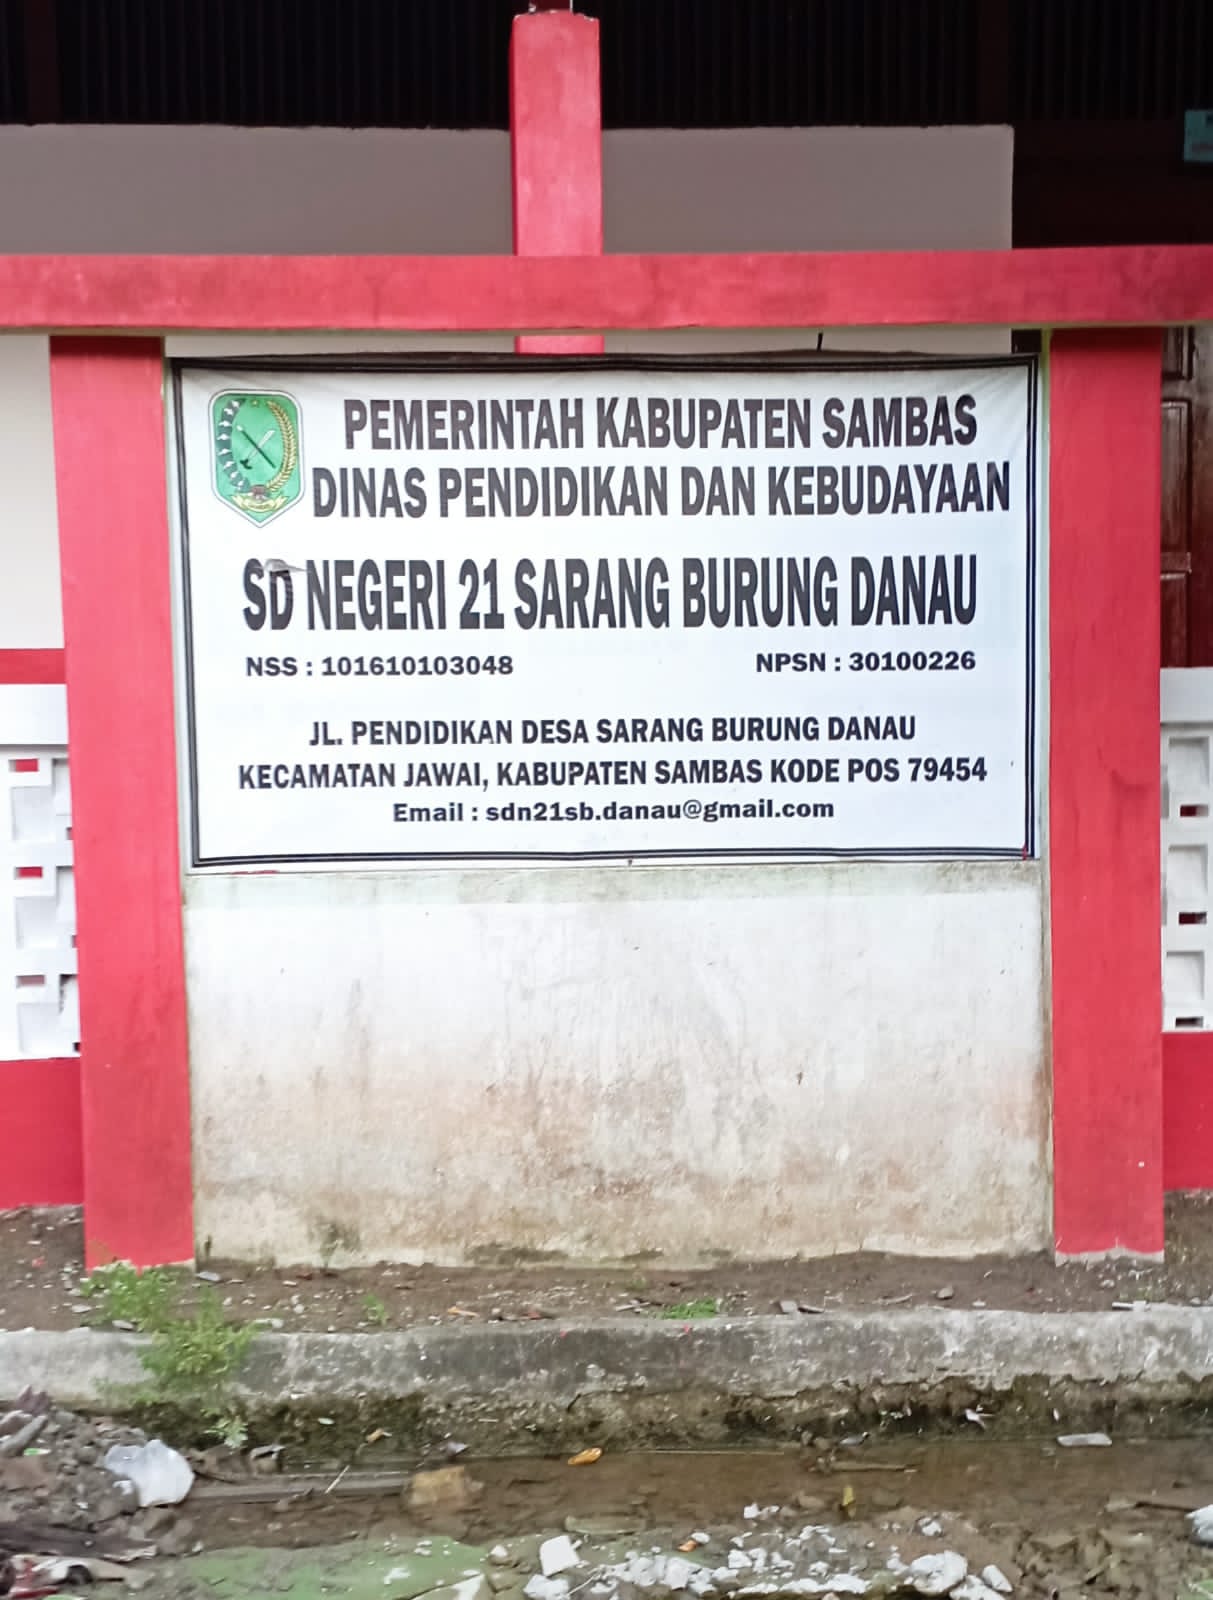 PEMERINTAH KABUPATEN SAMBAS
DINAS PENDIDIKAN DAN KEBUDAYAAN
SD NEGERI 21 SARANG BURUNG DANAU
NSS : 101610103048 NPSN : 30100226
JL. PENDIDIKAN DESA SARANG BURUNG DANAU
KECAMATAN JAWAI, KABUPATEN SAMBAS KODE POS 79454
Email : sdn21sb.danau@gmail.com